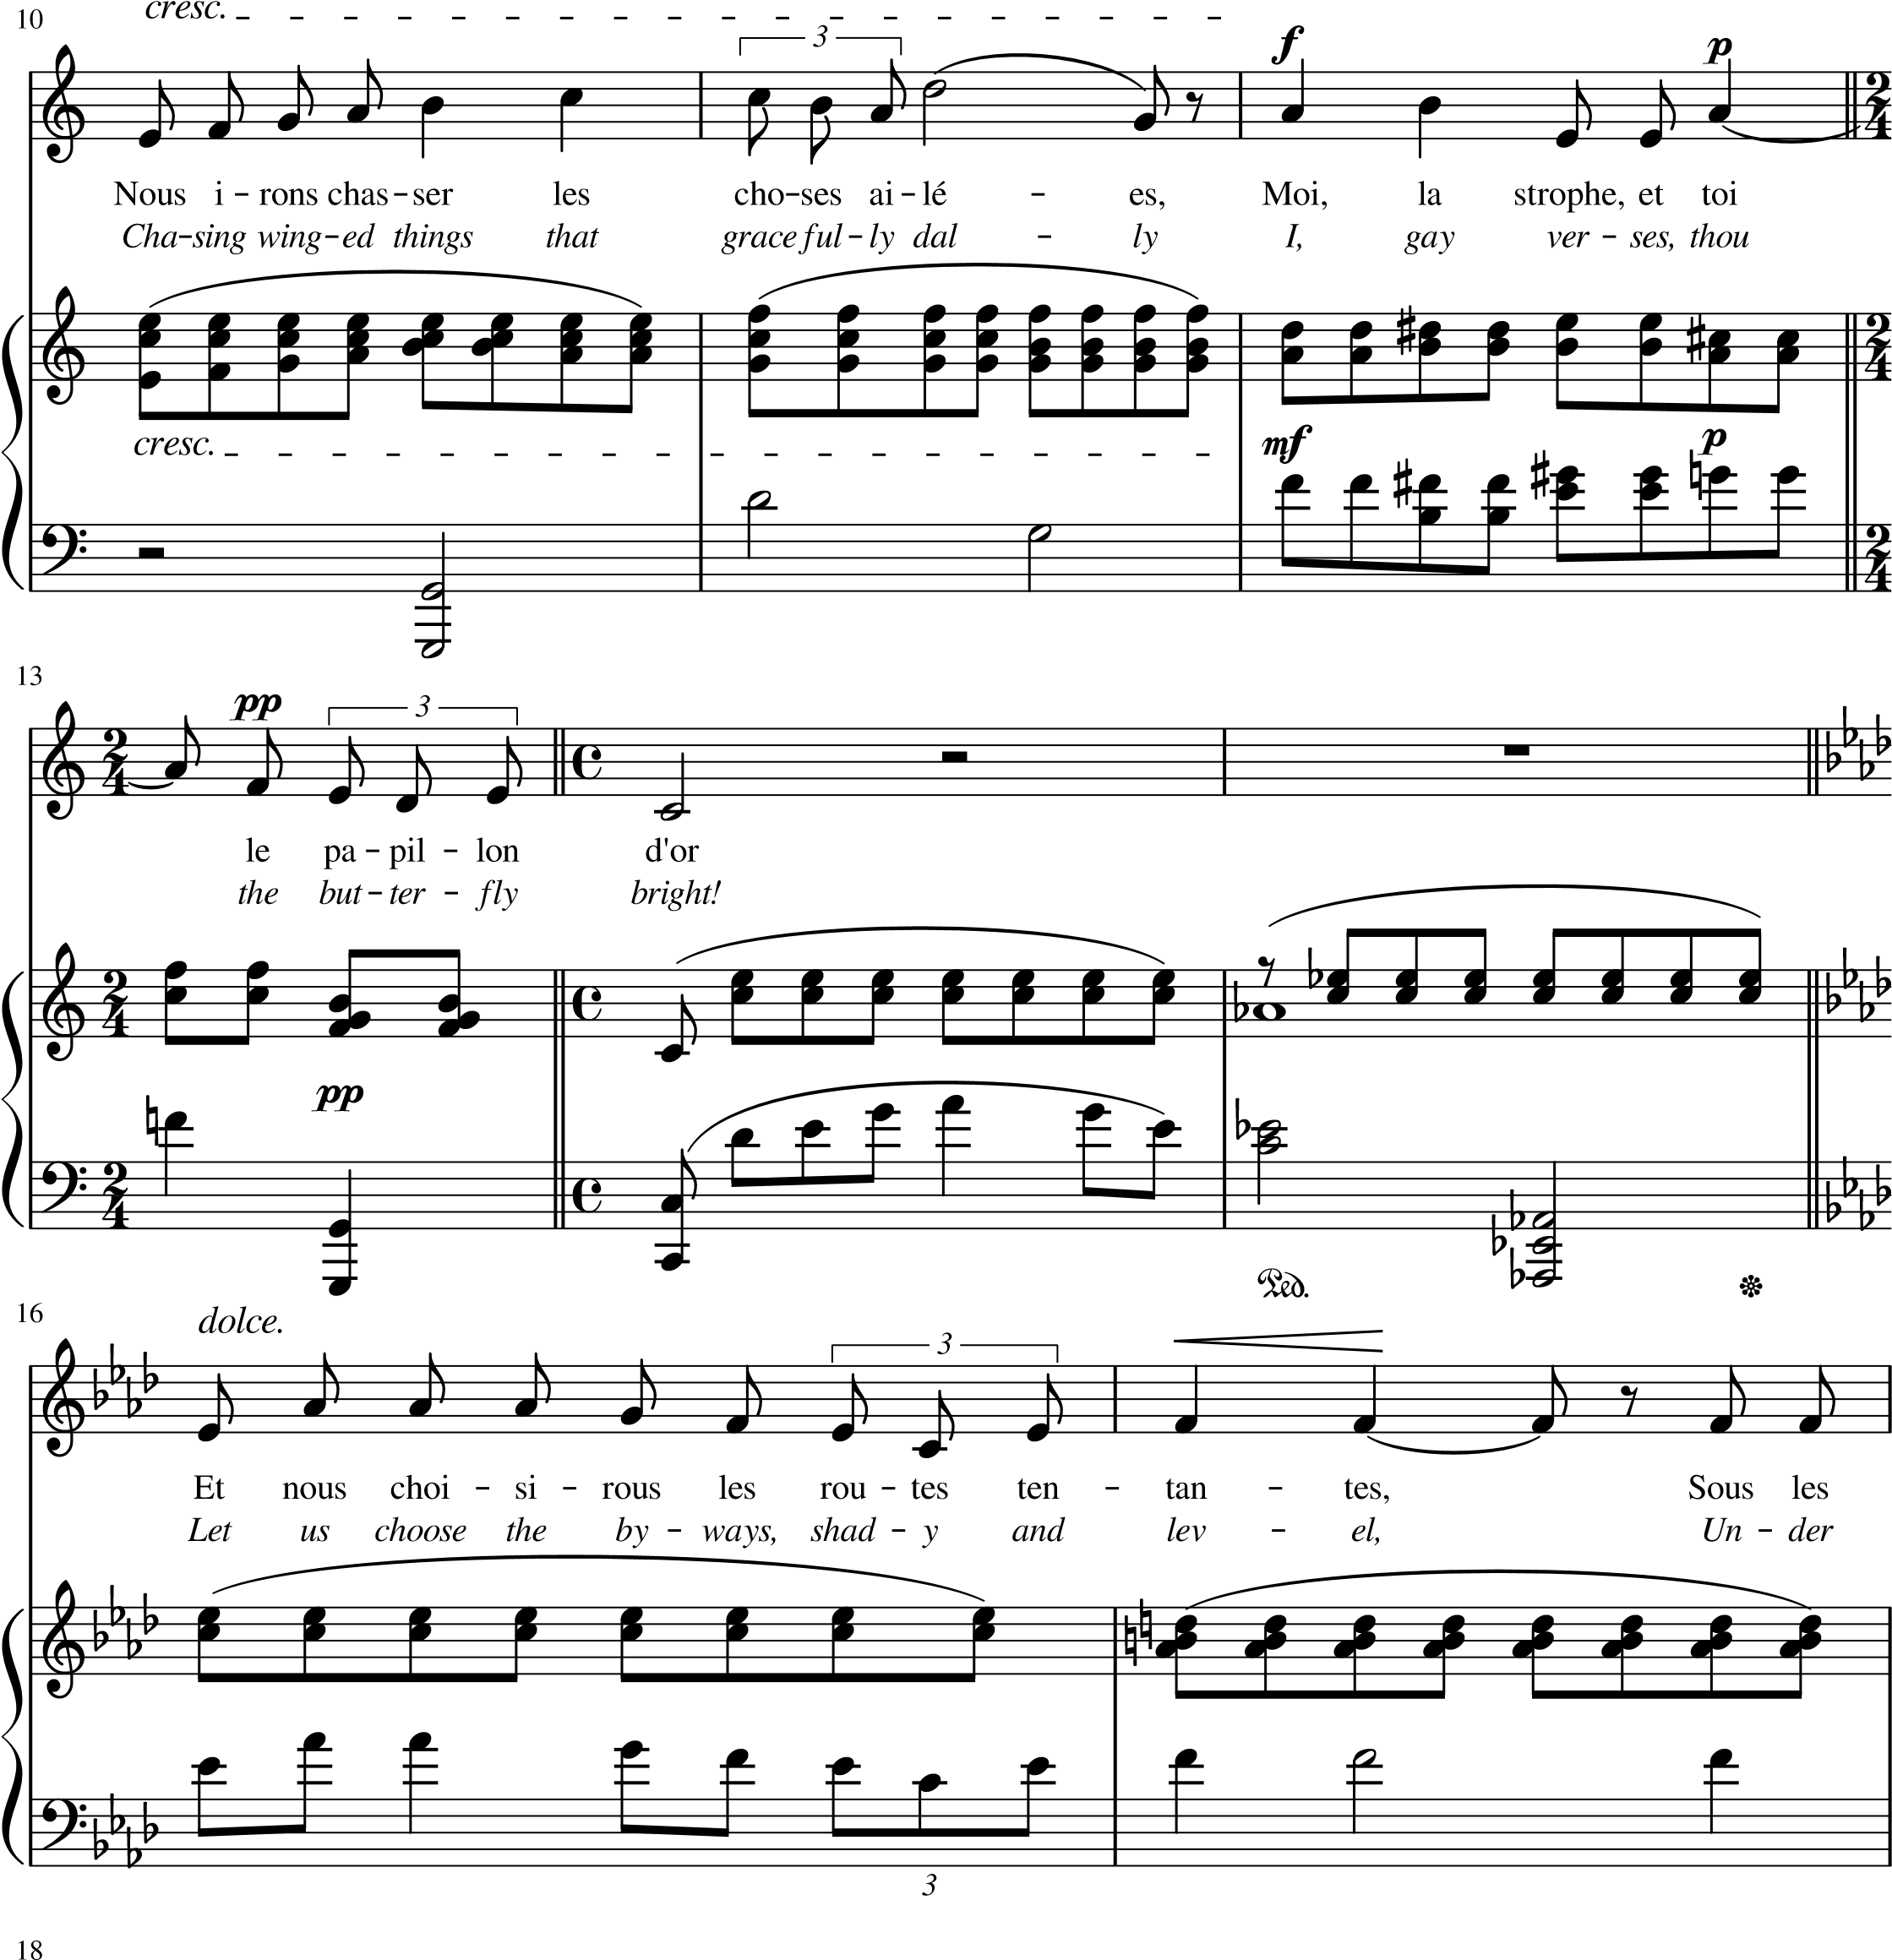 10
cresc.
3
f
p
Nous i - rons chas - ser les cho - ses ai - lé - es, Moi, la strophe, et toi
Cha - sing wing - ed things that grace ful - ly dal - ly I, gay ver - ses, thou
cresc.
mf
p
13
pp
3
le pa - pil - lon d'or
the but - ter - fly bright!
pp
Ped.
16
dolce.
3
Et nous choi - si - rous les rou - tes ten - tan - tes, Sous les
Let us choose the by - ways, shad - y and lev - el, Un - der
3
18